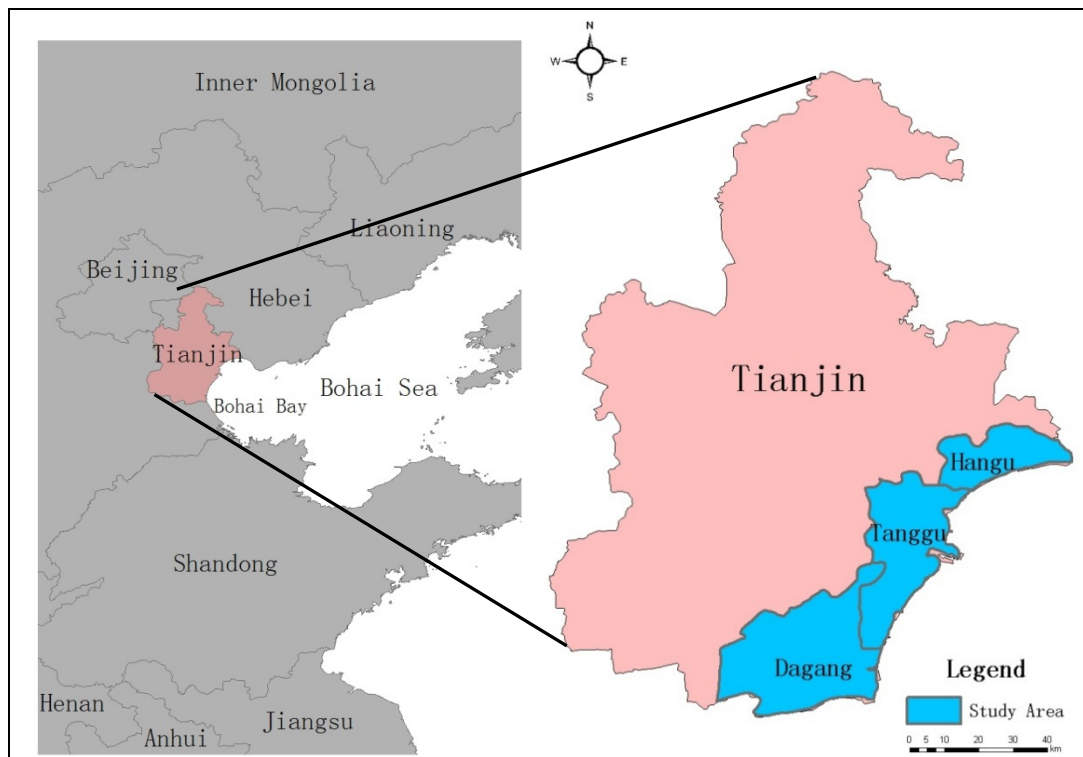 N
W E
S
Inner Mongolia
Liaoning
Beijing
Hebei
Tianjin
Bohai Sea
Bohai Bay
Shandong
Henan
Anhui
Jiangsu
Tianjin
Hangu
Tanggu
Dagang
Legend
Study Area
0 5 10 20 30 40
km